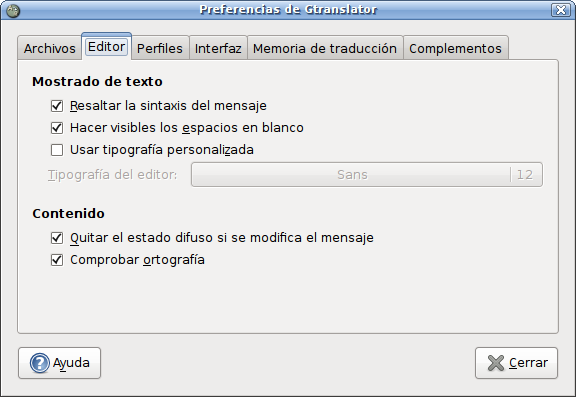 Preferencias de Gtranslator
Archivos Editor Perfiles Interfaz Memoria de traducción Complementos
Mostrado de texto
Resaltar la sintaxis del mensaje
Hacer visibles los espacios en blanco
Usar tipografía personalizada
Tipografía del editor: Sans 12
Contenido
Quitar el estado difuso si se modifica el mensaje
Comprobar ortografía
Ayuda Cerrar